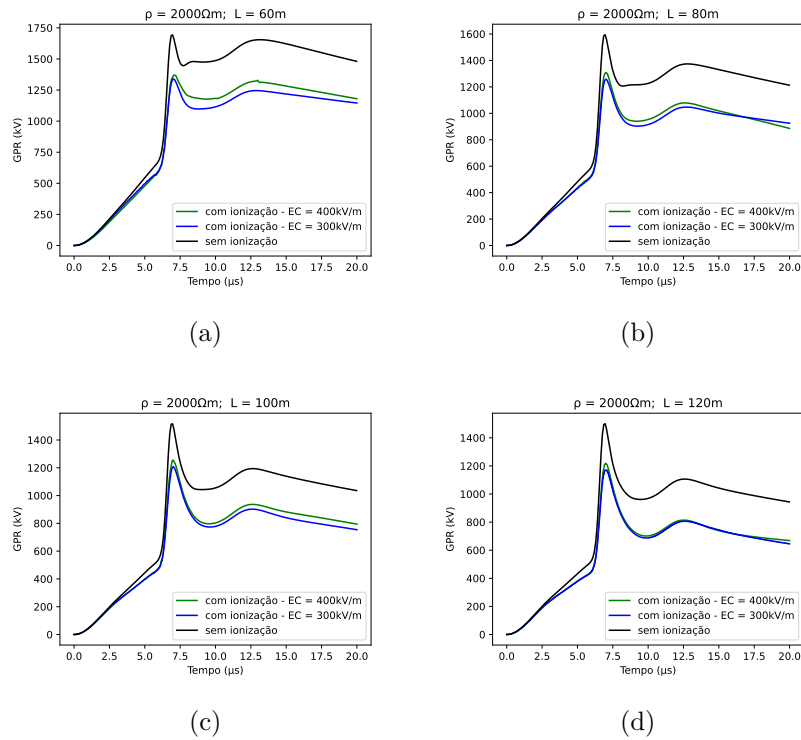 ρ = 2000Ωm; L = 60m
GPR (kV)
1750
1500
1250
1000
750
500
250
0
com ionização - EC = 400kV/m
com ionização - EC = 300kV/m
sem ionização
0.0 2.5 5.0 7.5 10.0 12.5 15.0 17.5 20.0
Tempo (μs)
(a)
ρ = 2000Ωm; L = 80m
GPR (kV)
1600
1400
1200
1000
800
600
400
200
0
com ionização - EC = 400kV/m
com ionização - EC = 300kV/m
sem ionização
0.0 2.5 5.0 7.5 10.0 12.5 15.0 17.5 20.0
Tempo (μs)
(b)
ρ = 2000Ωm; L = 100m
GPR (kV)
1400
1200
1000
800
600
400
200
0
com ionização - EC = 400kV/m
com ionização - EC = 300kV/m
sem ionização
0.0 2.5 5.0 7.5 10.0 12.5 15.0 17.5 20.0
Tempo (μs)
(c)
ρ = 2000Ωm; L = 120m
GPR (kV)
1400
1200
1000
800
600
400
200
0
com ionização - EC = 400kV/m
com ionização - EC = 300kV/m
sem ionização
0.0 2.5 5.0 7.5 10.0 12.5 15.0 17.5 20.0
Tempo (μs)
(d)